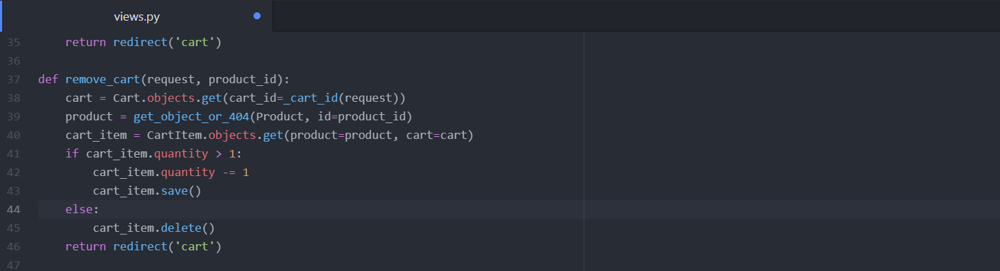 views.py
35     return redirect('cart')
36
37 def remove_cart(request, product_id):
38     cart = Cart.objects.get(cart_id=_cart_id(request))
39     product = get_object_or_404(Product, id=product_id)
40     cart_item = CartItem.objects.get(product=product, cart=cart)
41     if cart_item.quantity > 1:
42         cart_item.quantity -= 1
43         cart_item.save()
44     else:
45         cart_item.delete()
46     return redirect('cart')
47